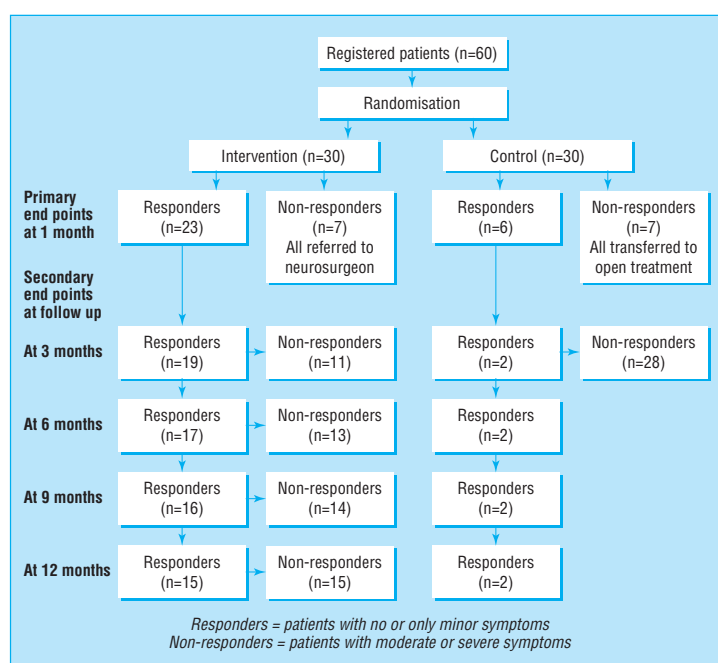 Registered patients (n=60)
Randomisation
Intervention (n=30)
Control (n=30)
Primary
end points
at 1 month
Responders
(n=23)
Non-responders
(n=7)
All referred to
neurosurgeon
Responders
(n=6)
Non-responders
(n=7)
All transferred to
open treatment
Secondary
end points
at follow up
At 3 months
Responders
(n=19)
Non-responders
(n=11)
Responders
(n=2)
Non-responders
(n=28)
At 6 months
Responders
(n=17)
Non-responders
(n=13)
Responders
(n=2)
At 9 months
Responders
(n=16)
Non-responders
(n=14)
Responders
(n=2)
At 12 months
Responders
(n=15)
Non-responders
(n=15)
Responders
(n=2)
Responders = patients with no or only minor symptoms
Non-responders = patients with moderate or severe symptoms